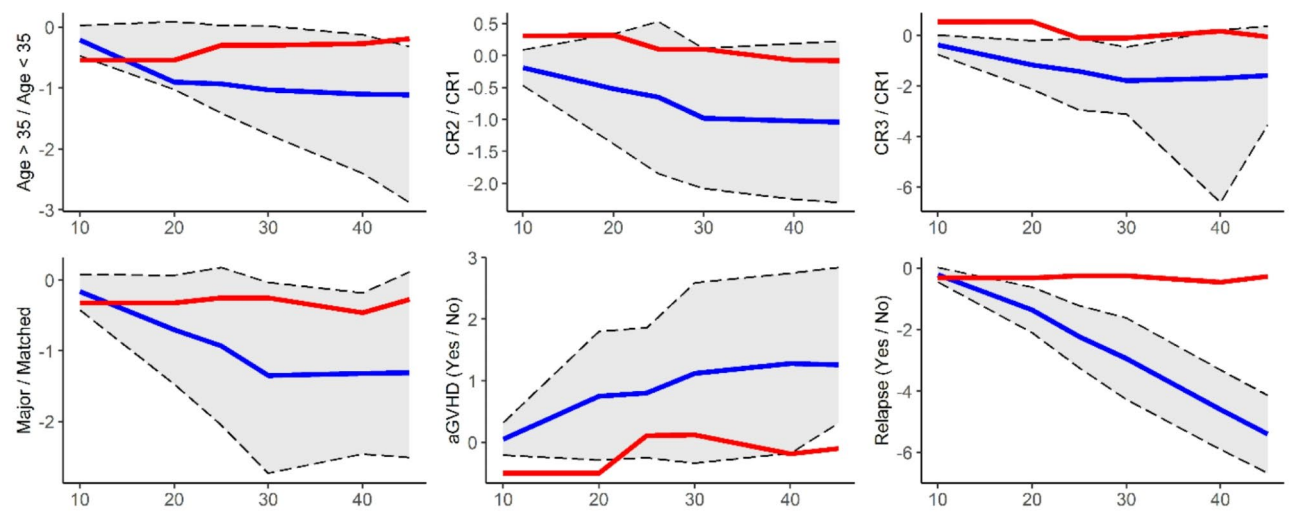 Age > 35 / Age < 35
0
-1
-2
-3
10 20 30 40
CR2 / CR1
0.5
0.0
-0.5
-1.0
-1.5
-2.0
10 20 30 40
CR3 / CR1
0
-2
-4
-6
10 20 30 40
Major / Matched
0
-1
-2
10 20 30 40
aGVHD (Yes / No)
3
2
1
0
10 20 30 40
Relapse (Yes / No)
0
-2
-4
-6
10 20 30 40